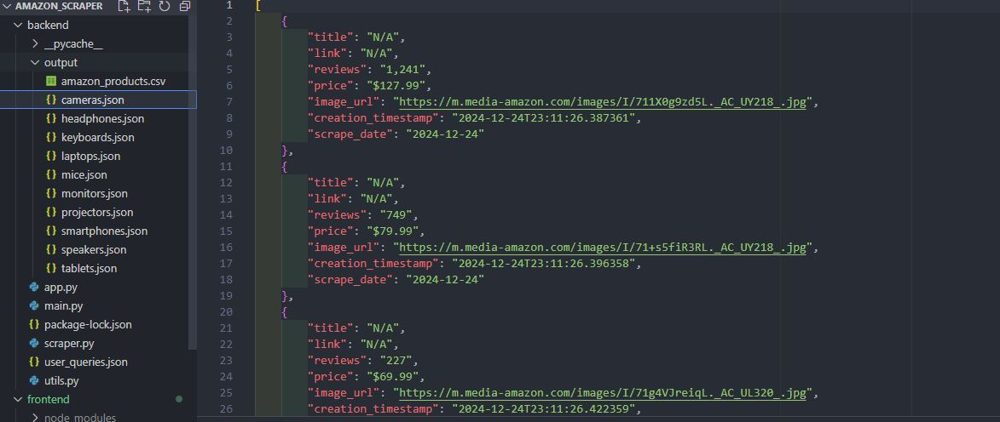 AMAZON_SCRAPER
backend
__pycache__
output
amazon_products.csv
cameras.json
headphones.json
keyboards.json
laptops.json
mice.json
monitors.json
projectors.json
smartphones.json
speakers.json
tablets.json
app.py
main.py
package-lock.json
scraper.py
user_queries.json
utils.py
frontend
node_modules
1 [
2 {
3 "title": "N/A",
4 "link": "N/A",
5 "reviews": "1,241",
6 "price": "$127.99",
7 "image_url": "https://m.media-amazon.com/images/I/711X0g9zd5L._AC_UY218_.jpg",
8 "creation_timestamp": "2024-12-24T23:11:26.387361",
9 "scrape_date": "2024-12-24"
10 },
11 {
12 "title": "N/A",
13 "link": "N/A",
14 "reviews": "749",
15 "price": "$79.99",
16 "image_url": "https://m.media-amazon.com/images/I/71+s5fiR3RL._AC_UY218_.jpg",
17 "creation_timestamp": "2024-12-24T23:11:26.396358",
18 "scrape_date": "2024-12-24"
19 },
20 {
21 "title": "N/A",
22 "link": "N/A",
23 "reviews": "227",
24 "price": "$69.99",
25 "image_url": "https://m.media-amazon.com/images/I/71g4VJreiqL._AC_UL320_.jpg",
26 "creation_timestamp": "2024-12-24T23:11:26.422359",